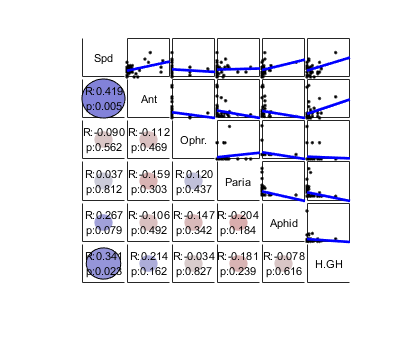 Spd
R:0.419
p:0.005
Ant
R:-0.090
p:0.562
R:-0.112
p:0.469
Ophr.
R:0.037
p:0.812
R:-0.159
p:0.303
R:0.120
p:0.437
Paria
R:0.267
p:0.079
R:-0.106
p:0.492
R:-0.147
p:0.342
R:-0.204
p:0.184
Aphid
R:0.341
p:0.023
R:0.214
p:0.162
R:-0.034
p:0.827
R:-0.181
p:0.239
R:-0.078
p:0.616
H.GH